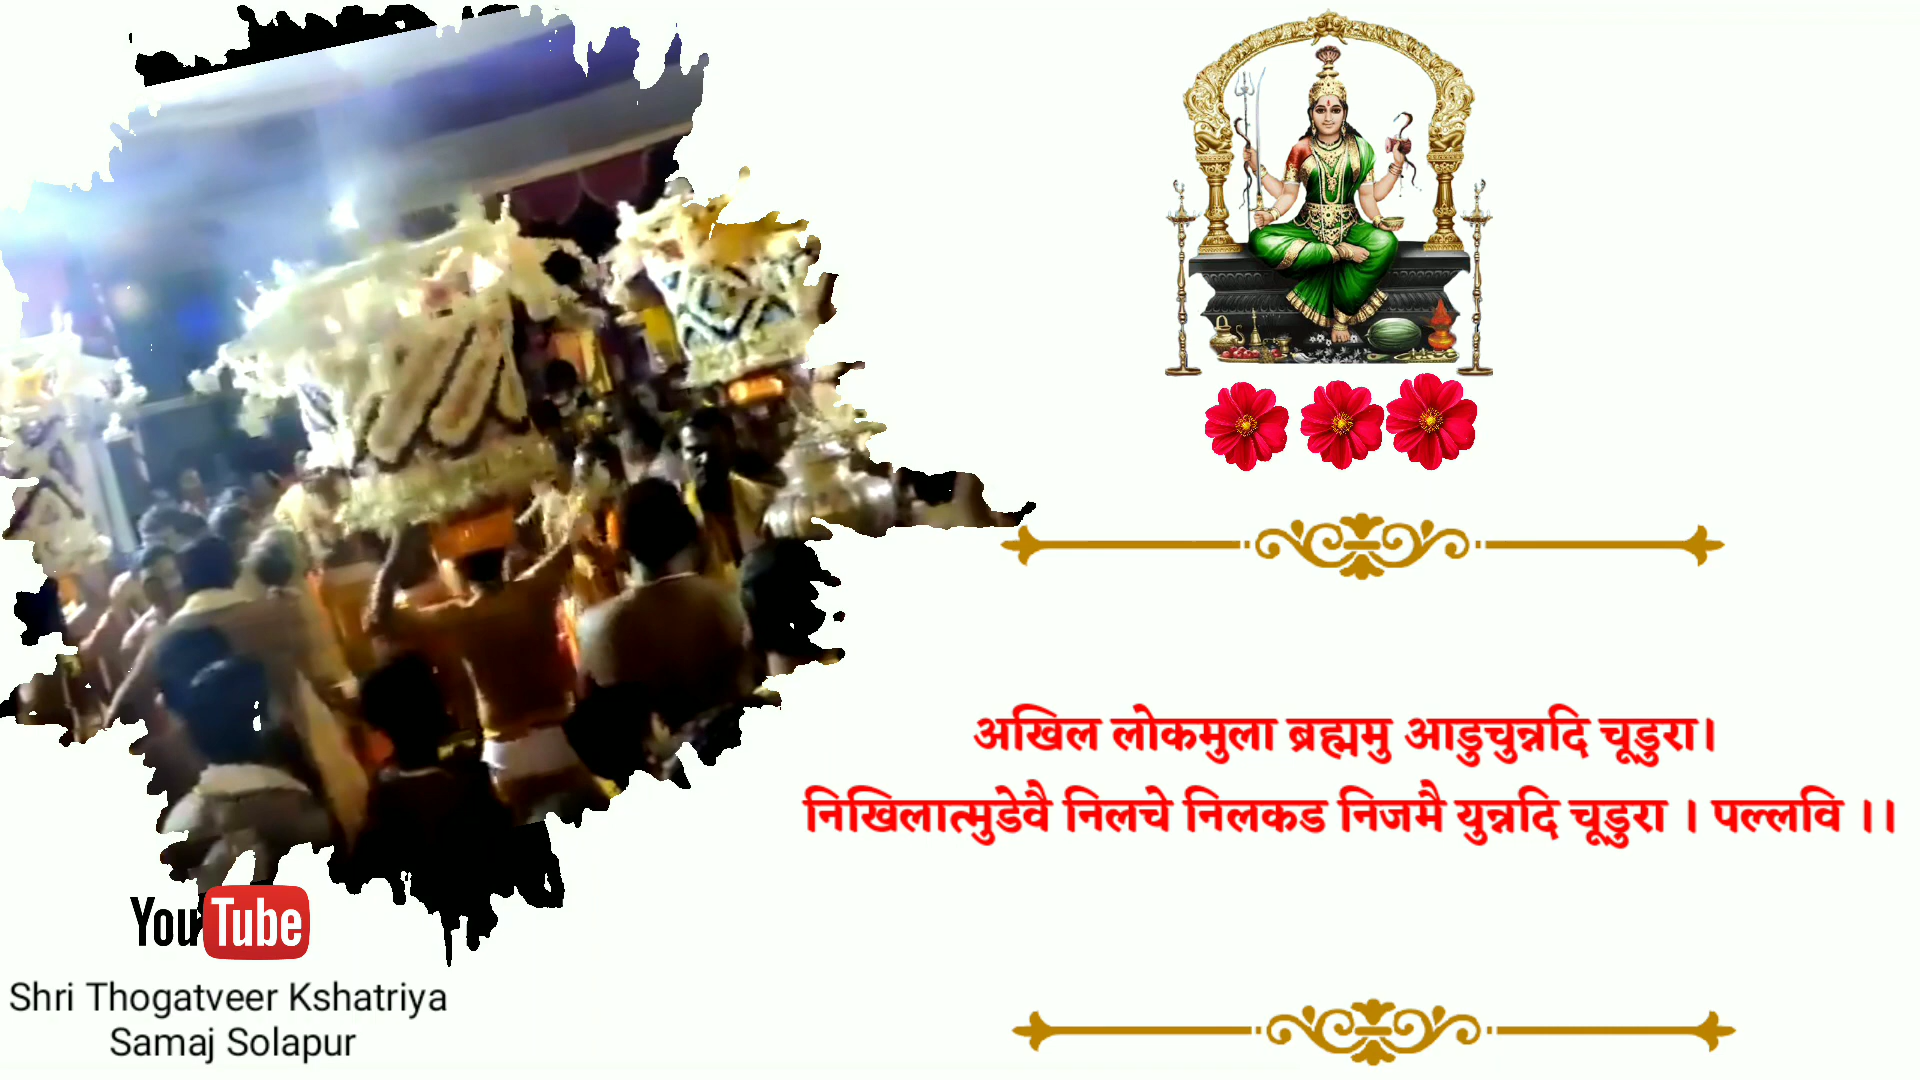 अखिल लोकमुला ब्रह्ममु आडुचुन्नदि चूडुरा।
निखिलात्मुडेवै निलचे निलकड निजमै युन्नदि चूडुरा । पल्लवि ।।
YouTube
Shri Thogatveer Kshatriya
Samaj Solapur